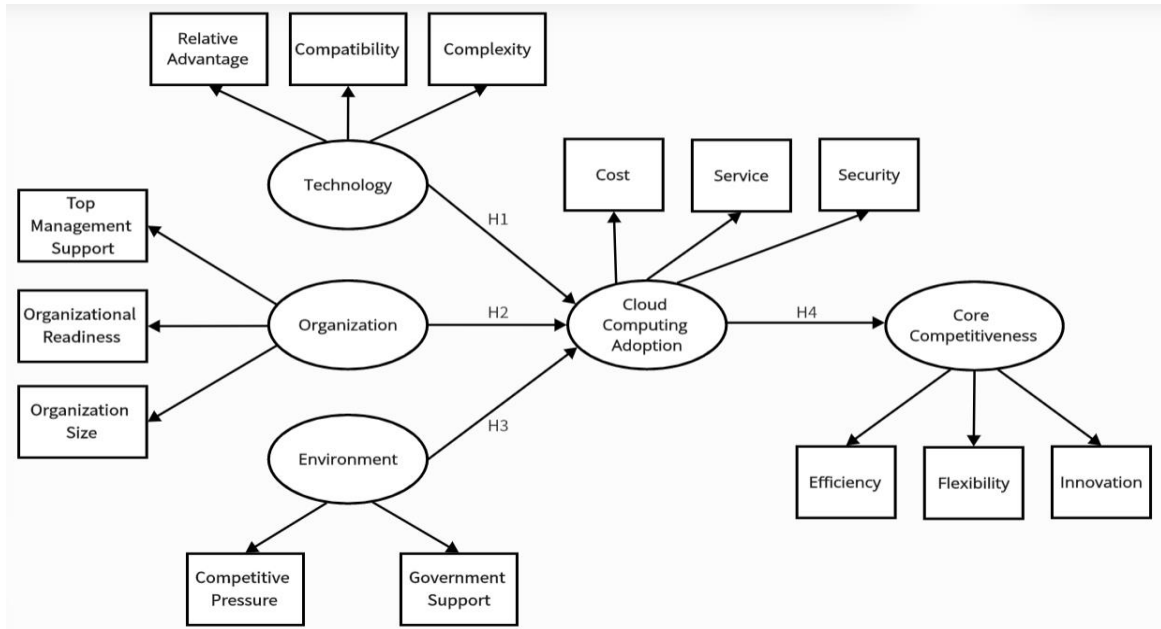 Relative
Advantage
Compatibility
Complexity
Technology
Cost
Service
Security
Top
Management
Support
H1
Organizational
Readiness
Organization
H2
Cloud
Computing
Adoption
H4
Core
Competitiveness
Organization
Size
H3
Environment
Efficiency
Flexibility
Innovation
Competitive
Pressure
Government
Support